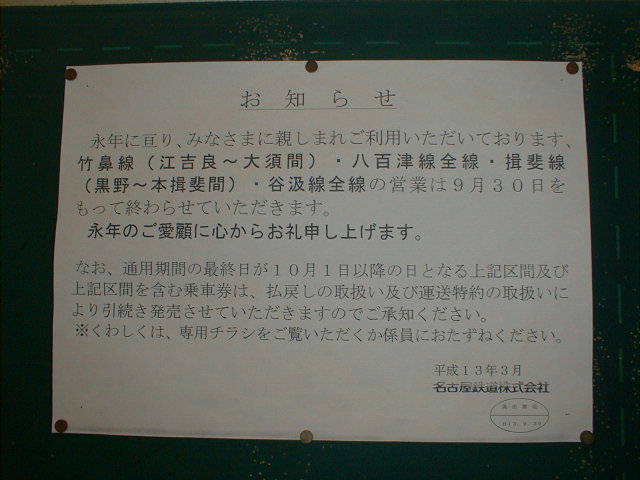 お知らせ
永年に亘り、みなさまに親しまれご利用いただいております、
竹鼻線（江吉良～大須間）・八百津線全線・揖斐線
（黒野～本揖斐間）・谷汲線全線の営業は９月３０日を
もって終わらせていただきます。
永年のご愛顧に心からお礼申し上げます。
なお、通用期間の最終日が１０月１日以降の日となる上記区間及び
上記区間を含む乗車券は、払戻しの取扱い及び運送特約の取扱いに
より引続き発売させていただきますのでご承知ください。
※くわしくは、専用チラシをご覧いただくか係員におたずねください。
平成１３年３月
名古屋鉄道株式会社
H13.9.30